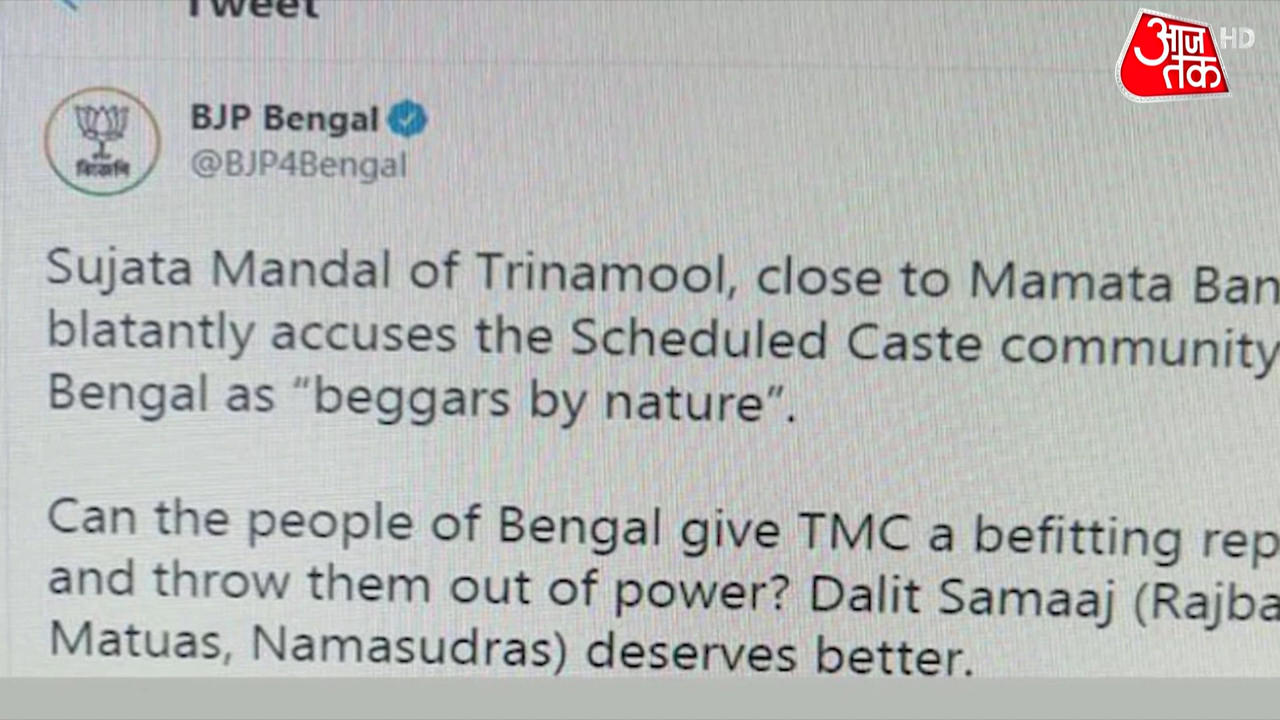 Tweet
आज
तक
HD
BJP Bengal
@BJP4Bengal
Sujata Mandal of Trinamool, close to Mamata Ban
blatantly accuses the Scheduled Caste community
Bengal as “beggars by nature”.
Can the people of Bengal give TMC a befitting rep
and throw them out of power? Dalit Samaaj (Rajba
Matuas, Namasudras) deserves better.